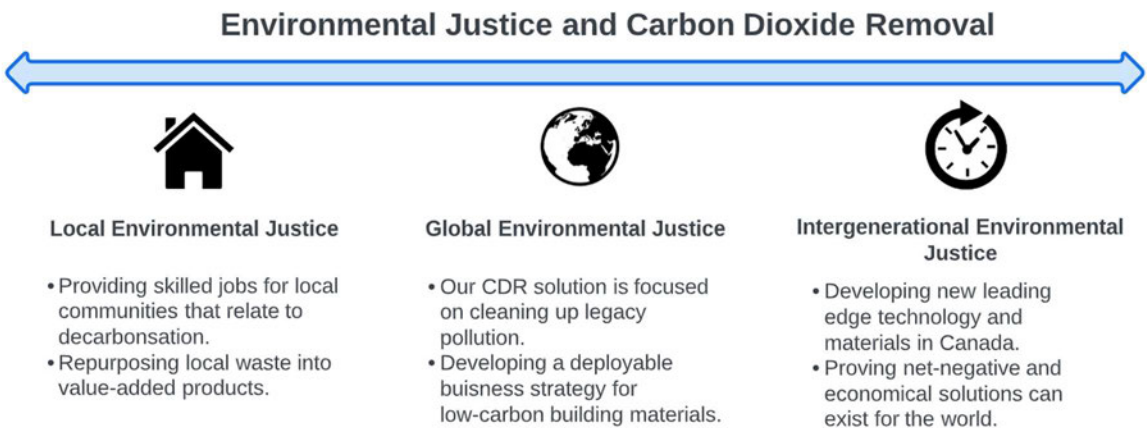 Environmental Justice and Carbon Dioxide Removal
Local Environmental Justice
• Providing skilled jobs for local
communities that relate to
decarbonsation.
• Repurposing local waste into
value-added products.
Global Environmental Justice
• Our CDR solution is focused
on cleaning up legacy
pollution.
• Developing a deployable
buisness strategy for
low-carbon building materials.
Intergenerational Environmental
Justice
• Developing new leading
edge technology and
materials in Canada.
• Proving net-negative and
economical solutions can
exist for the world.